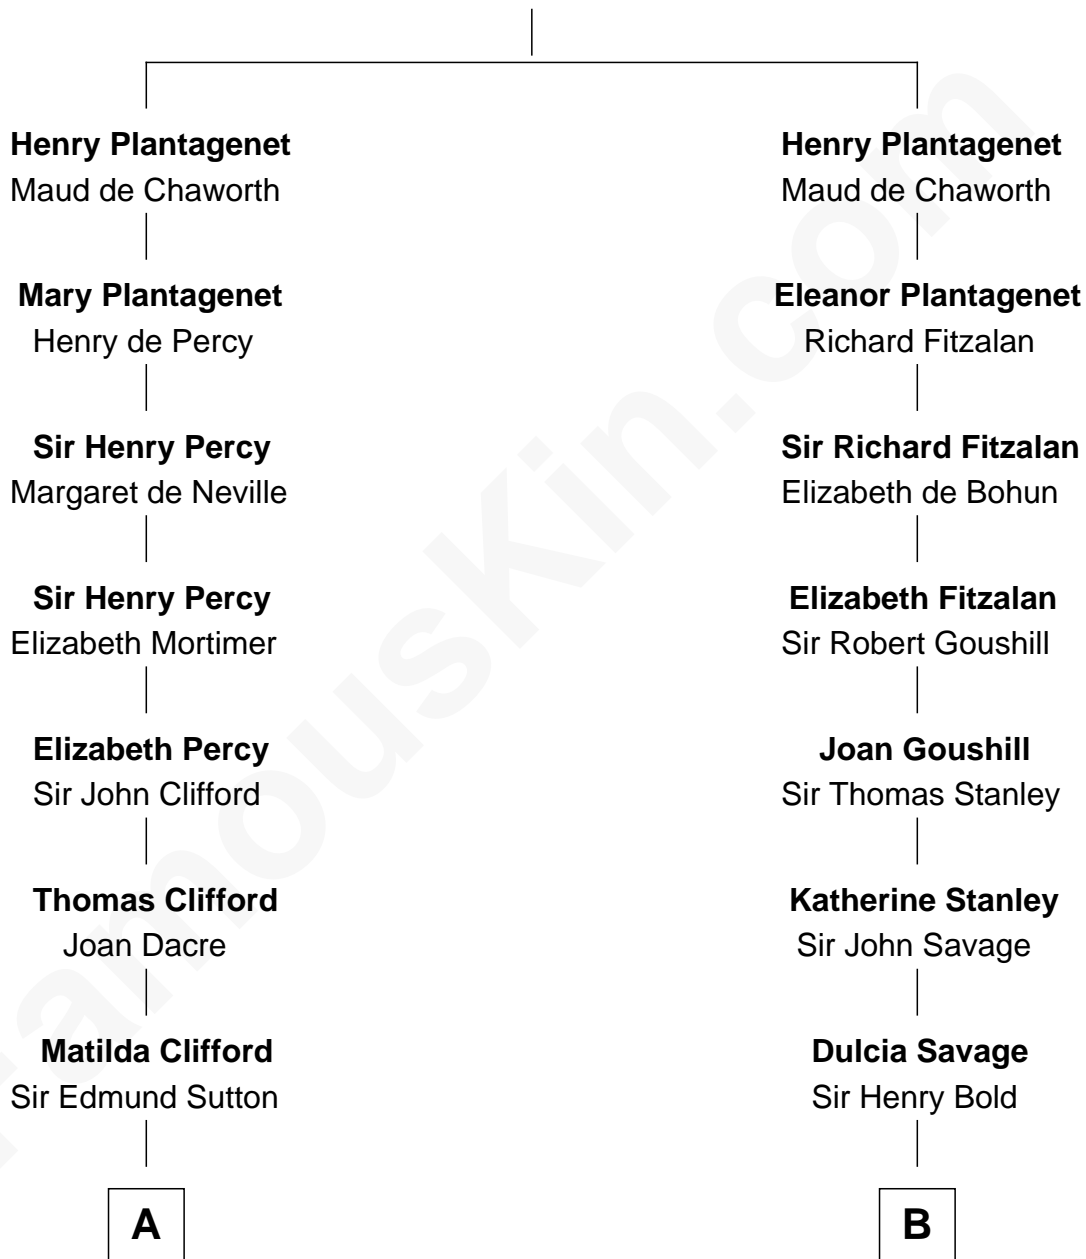 Henry Plantagenet
Maud de Chaworth
Mary Plantagenet
Henry de Percy
Sir Henry Percy
Margaret de Neville
Sir Henry Percy
Elizabeth Mortimer
Elizabeth Percy
Sir John Clifford
Thomas Clifford
Joan Dacre
Matilda Clifford
Sir Edmund Sutton
A
Henry Plantagenet
Maud de Chaworth
Eleanor Plantagenet
Richard Fitzalan
Sir Richard Fitzalan
Elizabeth de Bohun
Elizabeth Fitzalan
Sir Robert Goushill
Joan Goushill
Sir Thomas Stanley
Katherine Stanley
Sir John Savage
Dulcia Savage
Sir Henry Bold
B
FamousKin.com